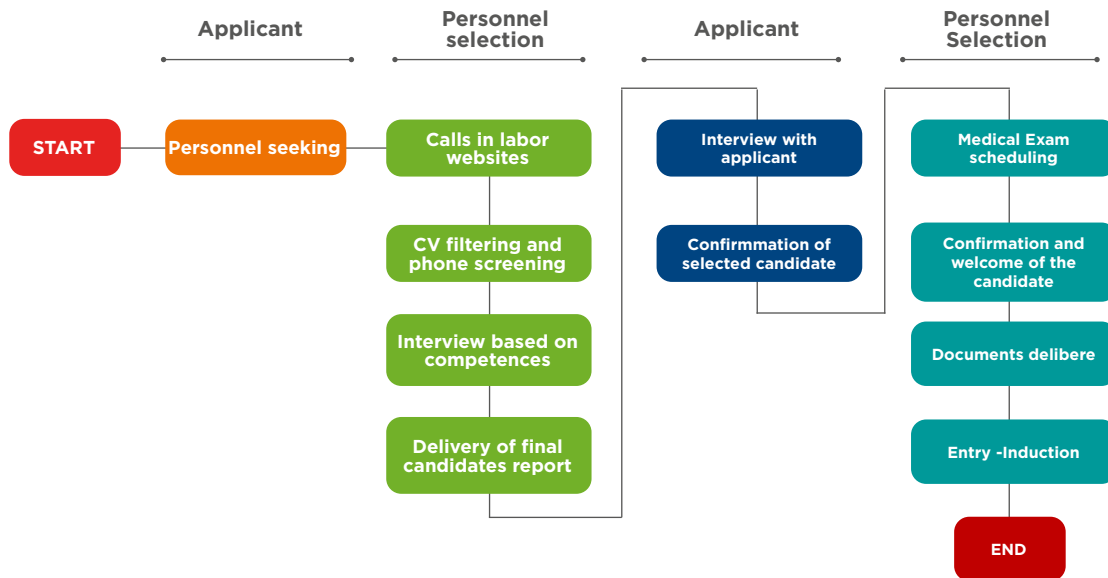 Applicant
Personnel
selection
Applicant
Personnel
Selection
START
Personnel seeking
Calls in labor
websites
CV filtering and
phone screening
Interview based on
competences
Delivery of final
candidates report
Interview with
applicant
Confirmmation of
selected candidate
Medical Exam
scheduling
Confirmation and
welcome of the
candidate
Documents delibere
Entry -Induction
END